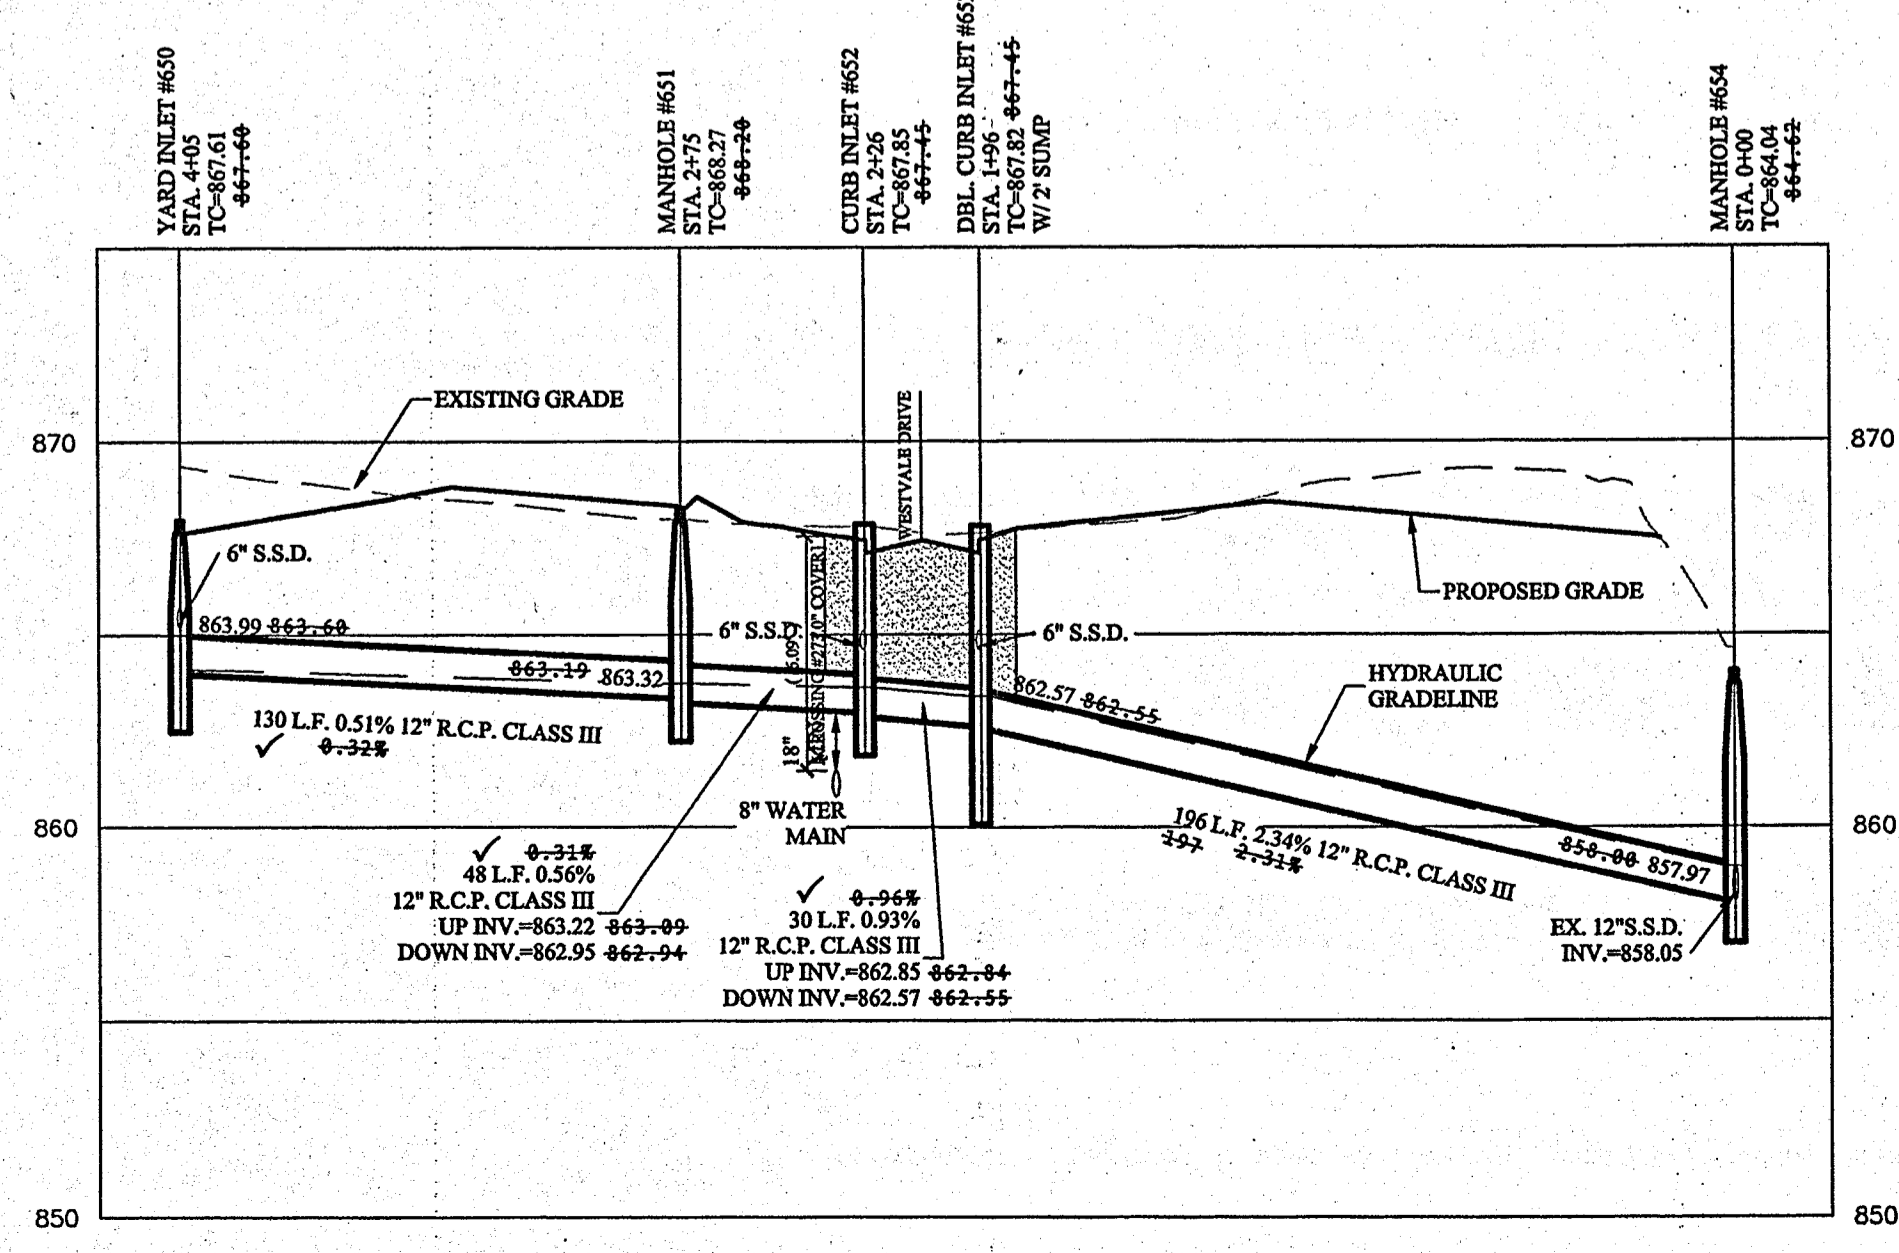 YARD INLET #650
STA. 4+05
TC=867.61
867.60
MANHOLE #651
STA. 2+75
TC=868.27
868.20
CURB INLET #652
STA. 2+26
TC=867.85
867.45
DBL. CURB INLET
STA. 1+96
TC=867.82 867.45
W/ 2' SUMP
MANHOLE #654
STA. 0+00
TC=864.04
864.62
EXISTING GRADE
WESTVALE DRIVE
870
870
6" S.S.D.
863.99 863.60
6" S.S.D.
6" S.S.D.
PROPOSED GRADE
863.19 863.32
COVER)
18"
862.57 862.55
HYDRAULIC
GRADELINE
130 L.F. 0.51% 12" R.C.P. CLASS III
✓ 0.32%
8" WATER
MAIN
860
860
196 L.F. 2.34% 12" R.C.P. CLASS III
197 2.31%
858.00 857.97
✓ 0.31%
48 L.F. 0.56%
12" R.C.P. CLASS III
UP INV.=863.22 863.09
DOWN INV.=862.95 862.94
✓ 0.96%
30 L.F. 0.93%
12" R.C.P. CLASS III
UP INV.=862.85 862.84
DOWN INV.=862.57 862.55
EX. 12"S.S.D.
INV.=858.05
850
850